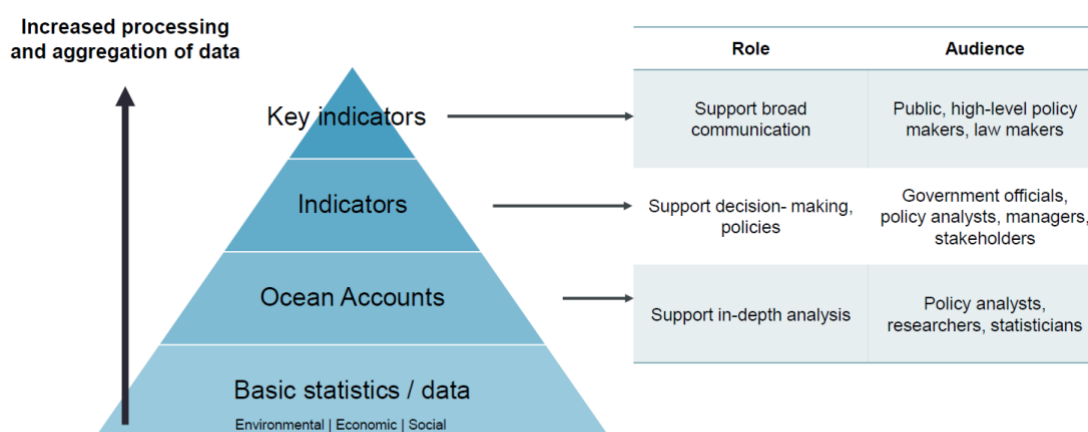 Increased processing
and aggregation of data
Role
Audience
Key indicators
Support broad
communication
Public, high-level policy
makers, law makers
Indicators
Support decision- making,
policies
Government officials,
policy analysts, managers,
stakeholders
Ocean Accounts
Support in-depth analysis
Policy analysts,
researchers, statisticians
Basic statistics / data
Environmental | Economic | Social